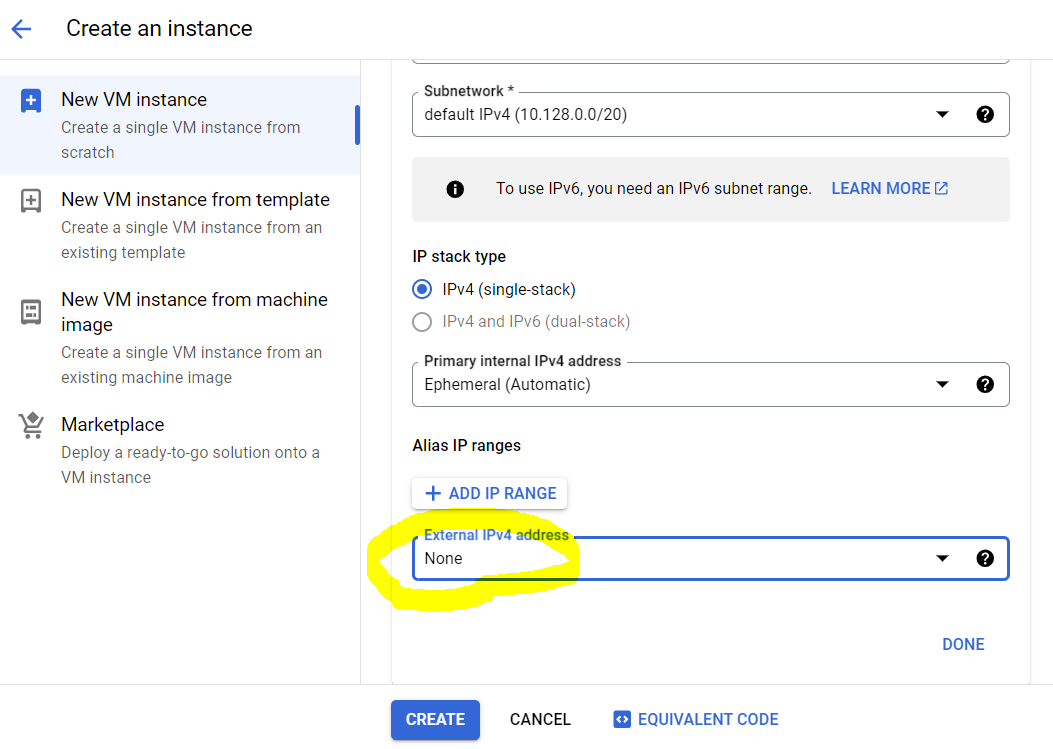 Create an instance
New VM instance
Create a single VM instance from
scratch
New VM instance from template
Create a single VM instance from an
existing template
New VM instance from machine
image
Create a single VM instance from an
existing machine image
Marketplace
Deploy a ready-to-go solution onto a
VM instance
Subnetwork *
default IPv4 (10.128.0.0/20)
To use IPv6, you need an IPv6 subnet range. LEARN MORE
IP stack type
IPv4 (single-stack)
IPv4 and IPv6 (dual-stack)
Primary internal IPv4 address
Ephemeral (Automatic)
Alias IP ranges
ADD IP RANGE
External IPv4 address
None
DONE
CREATE CANCEL EQUIVALENT CODE